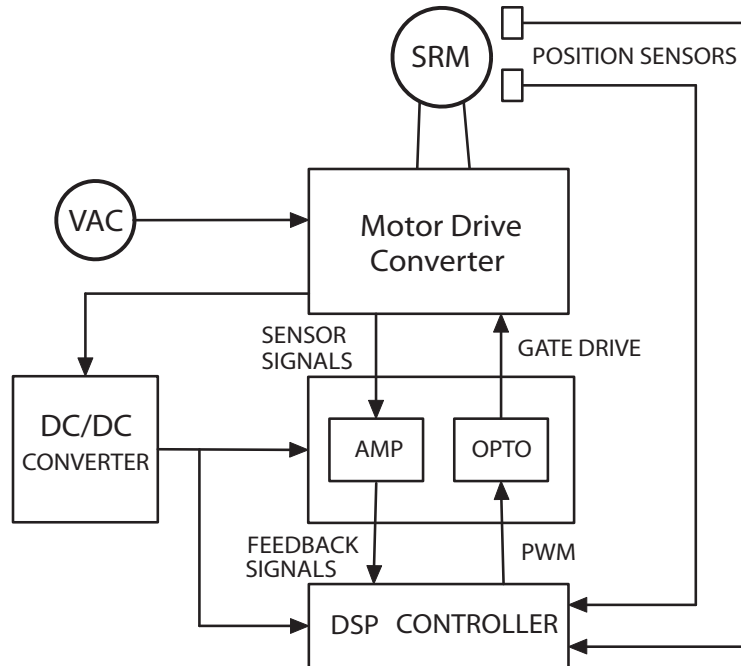 SRM
POSITION SENSORS
VAC
Motor Drive
Converter
SENSOR
SIGNALS
GATE DRIVE
DC/DC
CONVERTER
AMP
OPTO
FEEDBACK
SIGNALS
PWM
DSP CONTROLLER